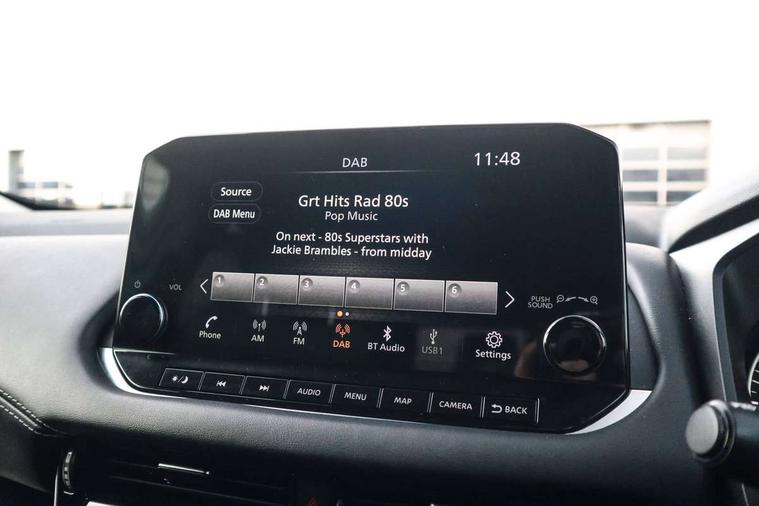 DAB
11:48
Source
DAB Menu
Grt Hits Rad 80s
Pop Music
On next - 80s Superstars with
Jackie Brambles - from midday
1 2 3 4 5 6
VOL
PUSH
SOUND
Phone
AM
FM
DAB
BT Audio
USB1
Settings
AUDIO
MENU
MAP
CAMERA
BACK